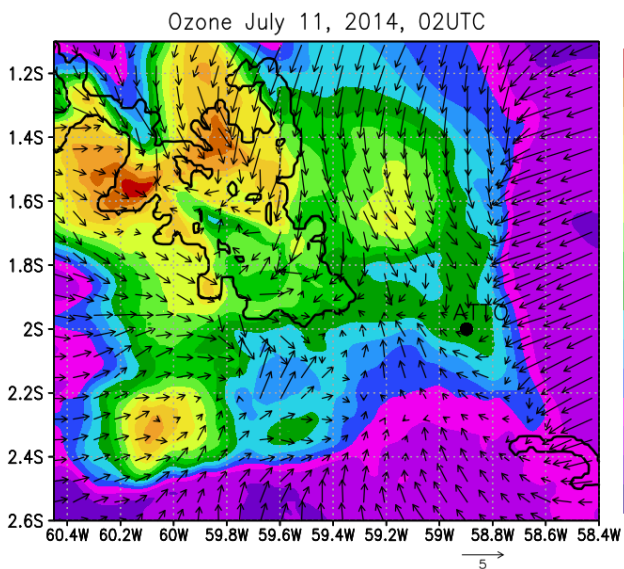 Ozone July 11, 2014, 02UTC
1.2S
1.4S
1.6S
1.8S
ATTO
2S
2.2S
2.4S
2.6S
60.4W 60.2W 60W 59.8W 59.6W 59.4W 59.2W 59W 58.8W 58.6W 58.4W
5